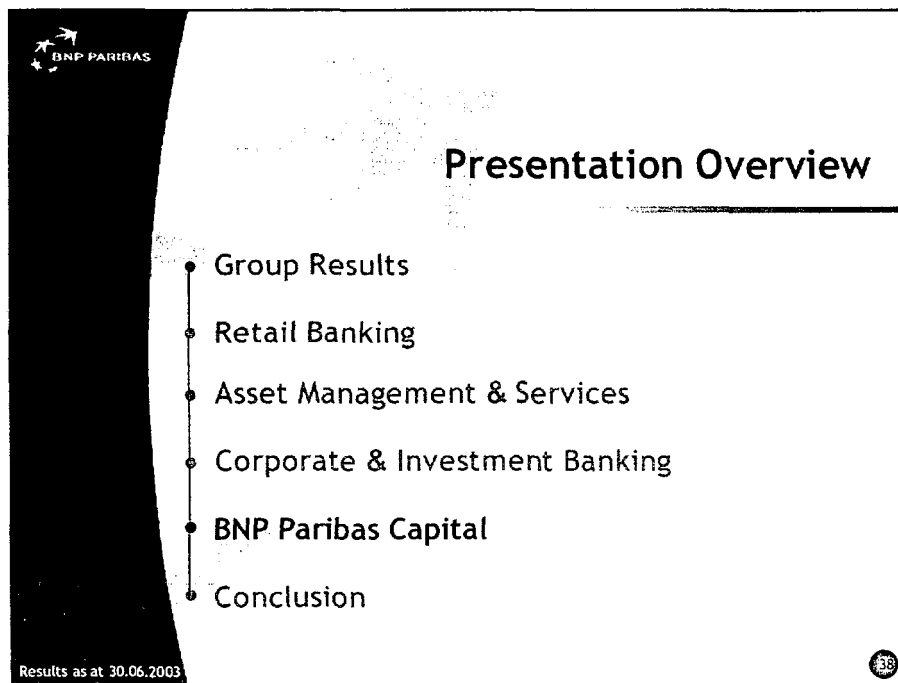 BNP PARIBAS
Presentation Overview
Group Results
Retail Banking
Asset Management & Services
Corporate & Investment Banking
BNP Paribas Capital
Conclusion
Results as at 30.06.2003
38